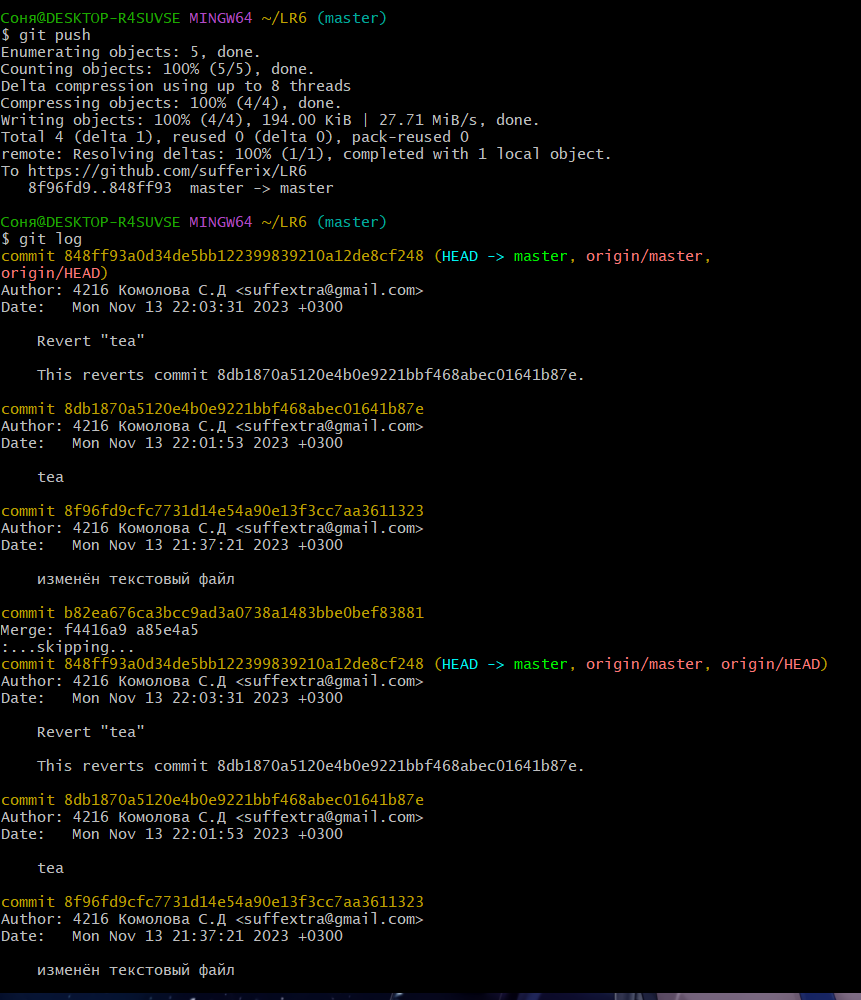 Соня@DESKTOP-R4SUVSE MINGW64 ~/LR6 (master)
$ git push
Enumerating objects: 5, done.
Counting objects: 100% (5/5), done.
Delta compression using up to 8 threads
Compressing objects: 100% (4/4), done.
Writing objects: 100% (4/4), 194.00 KiB | 27.71 MiB/s, done.
Total 4 (delta 1), reused 0 (delta 0), pack-reused 0
remote: Resolving deltas: 100% (1/1), completed with 1 local object.
To https://github.com/sufferix/LR6
   8f96fd9..848ff93  master -> master
Соня@DESKTOP-R4SUVSE MINGW64 ~/LR6 (master)
$ git log
commit 848ff93a0d34de5bb122399839210a12de8cf248 (HEAD -> master, origin/master,
origin/HEAD)
Author: 4216 Комолова С.Д <suffextra@gmail.com>
Date:   Mon Nov 13 22:03:31 2023 +0300
    Revert "tea"
    This reverts commit 8db1870a5120e4b0e9221bbf468abec01641b87e.
commit 8db1870a5120e4b0e9221bbf468abec01641b87e
Author: 4216 Комолова С.Д <suffextra@gmail.com>
Date:   Mon Nov 13 22:01:53 2023 +0300
    tea
commit 8f96fd9cfc7731d14e54a90e13f3cc7aa3611323
Author: 4216 Комолова С.Д <suffextra@gmail.com>
Date:   Mon Nov 13 21:37:21 2023 +0300
    изменён текстовый файл
commit b82ea676ca3bcc9ad3a0738a1483bbe0bef83881
Merge: f4416a9 a85e4a5
:...skipping...
commit 848ff93a0d34de5bb122399839210a12de8cf248 (HEAD -> master, origin/master, origin/HEAD)
Author: 4216 Комолова С.Д <suffextra@gmail.com>
Date:   Mon Nov 13 22:03:31 2023 +0300
    Revert "tea"
    This reverts commit 8db1870a5120e4b0e9221bbf468abec01641b87e.
commit 8db1870a5120e4b0e9221bbf468abec01641b87e
Author: 4216 Комолова С.Д <suffextra@gmail.com>
Date:   Mon Nov 13 22:01:53 2023 +0300
    tea
commit 8f96fd9cfc7731d14e54a90e13f3cc7aa3611323
Author: 4216 Комолова С.Д <suffextra@gmail.com>
Date:   Mon Nov 13 21:37:21 2023 +0300
    изменён текстовый файл